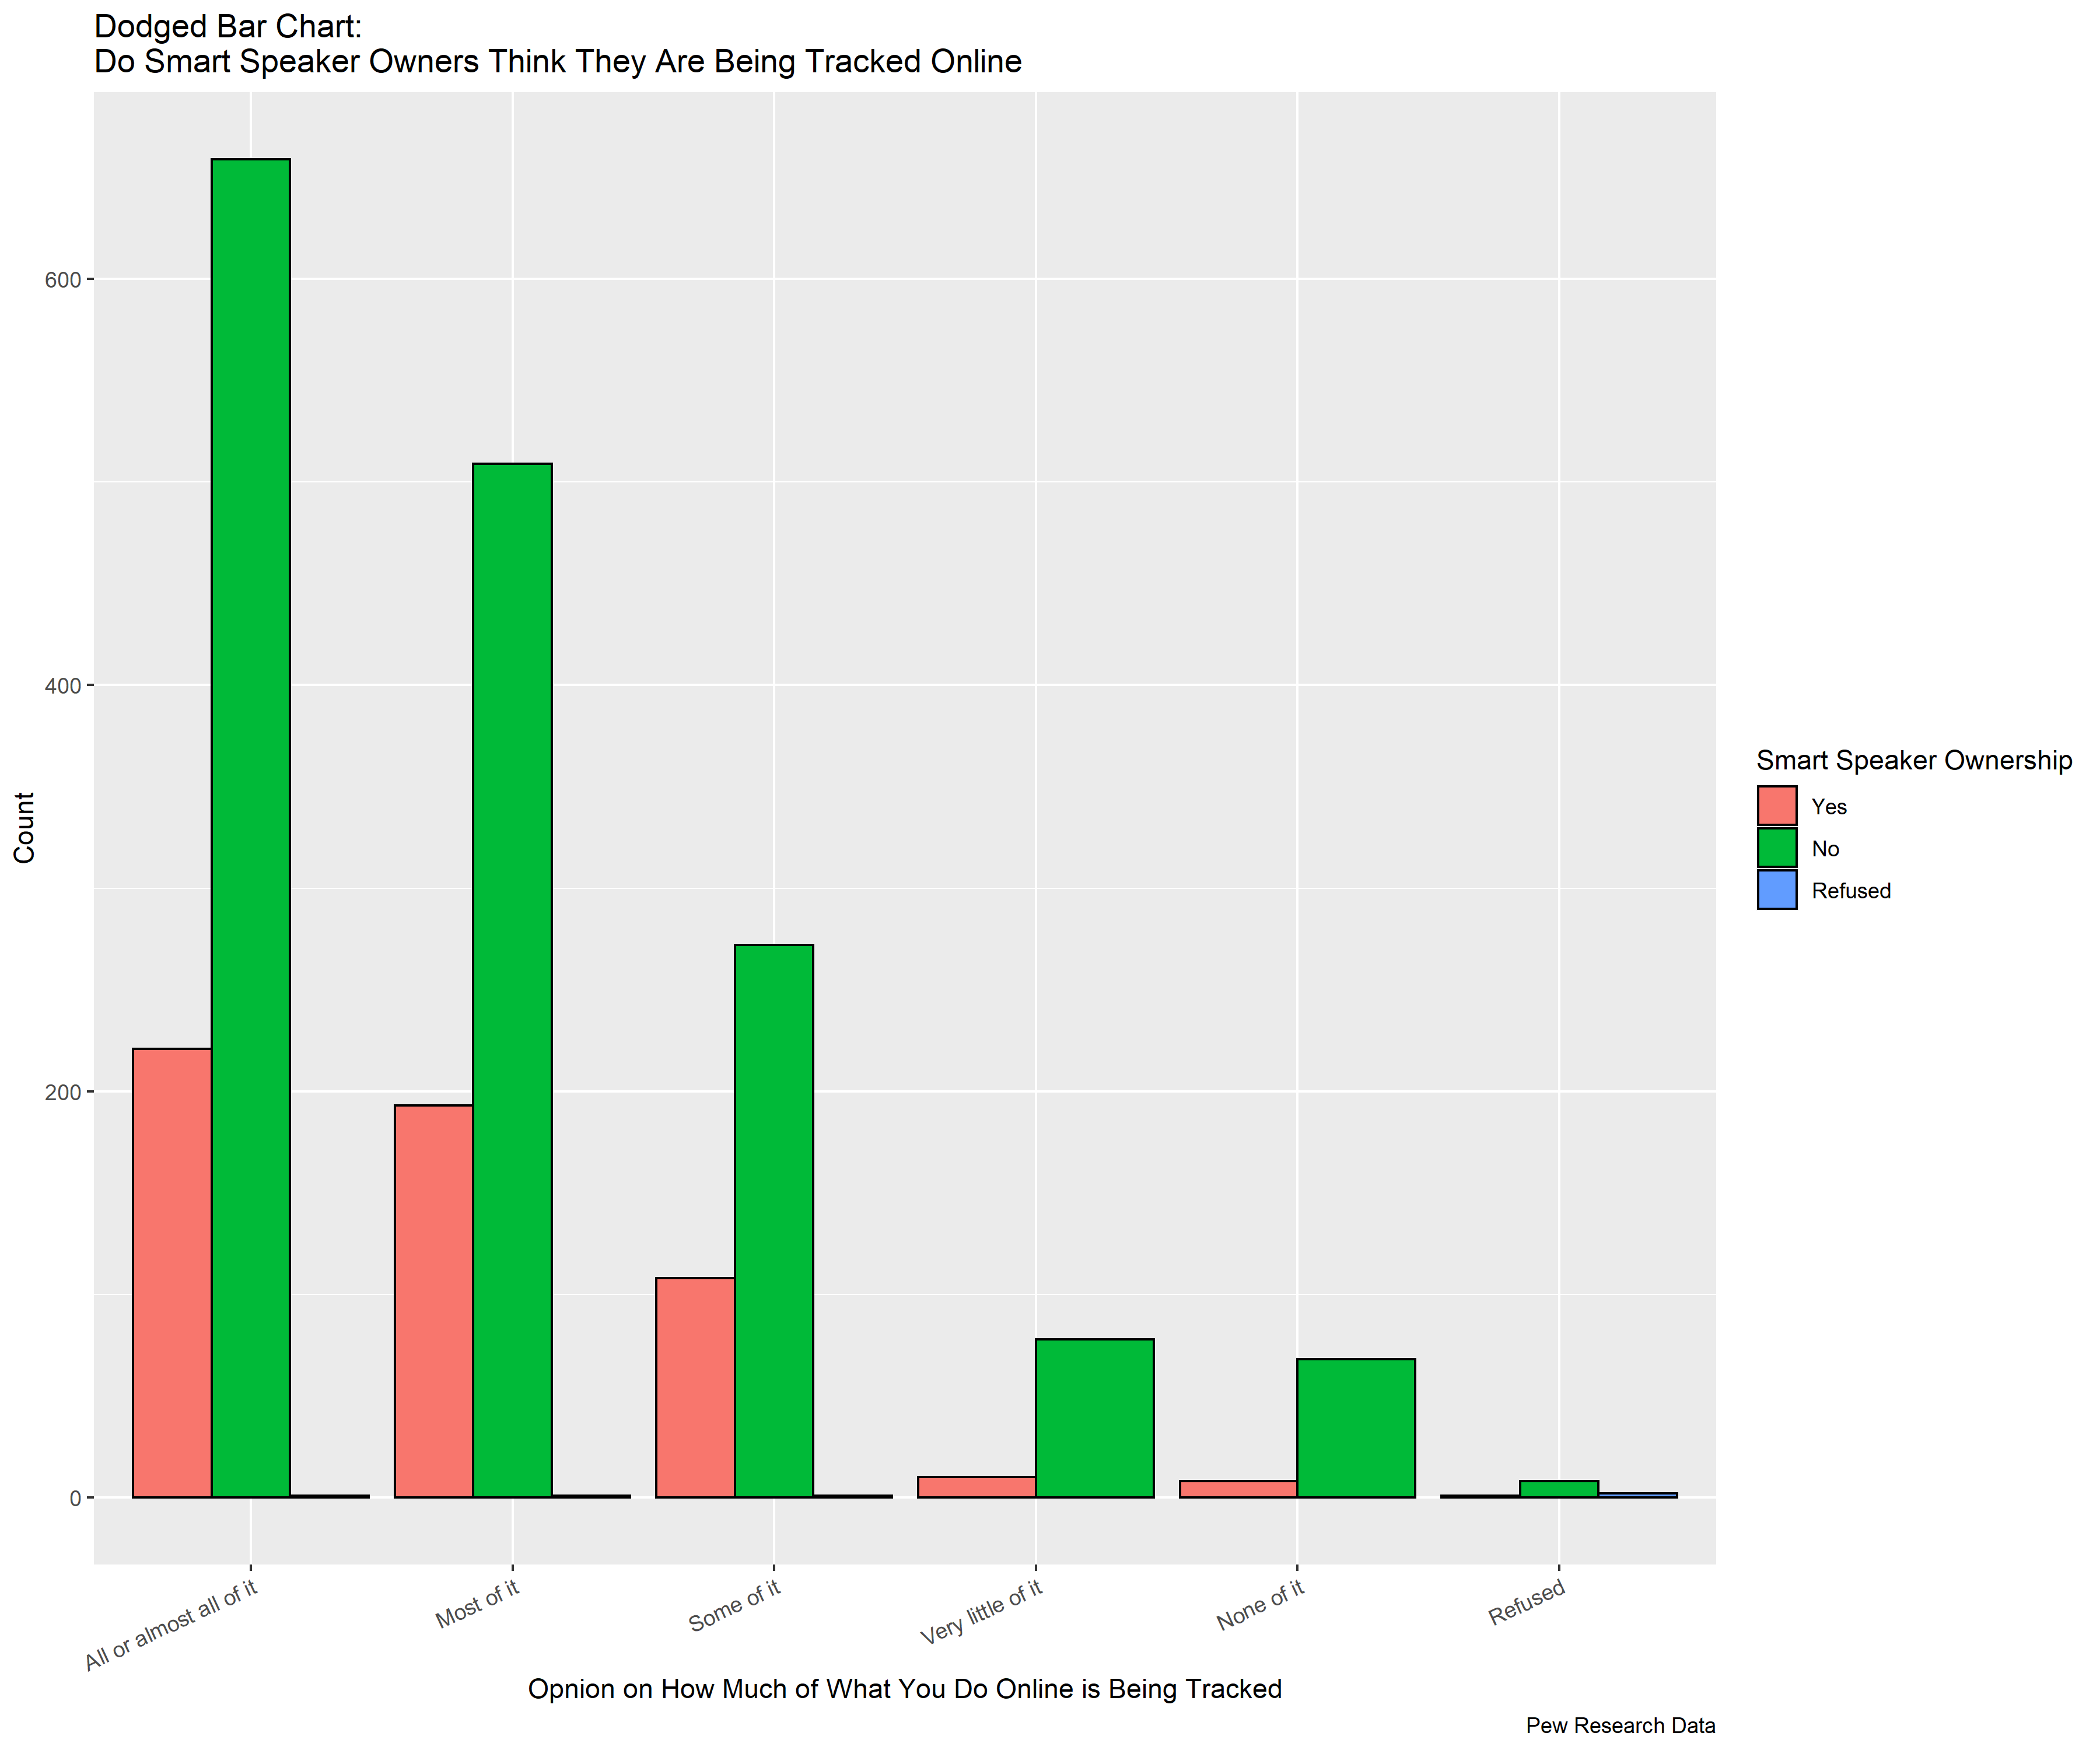 Dodged Bar Chart:
Do Smart Speaker Owners Think They Are Being Tracked Online
600
400
200
0
Count
All or almost all of it
Most of it
Some of it
Very little of it
None of it
Refused
Opnion on How Much of What You Do Online is Being Tracked
Smart Speaker Ownership
Yes
No
Refused
Pew Research Data